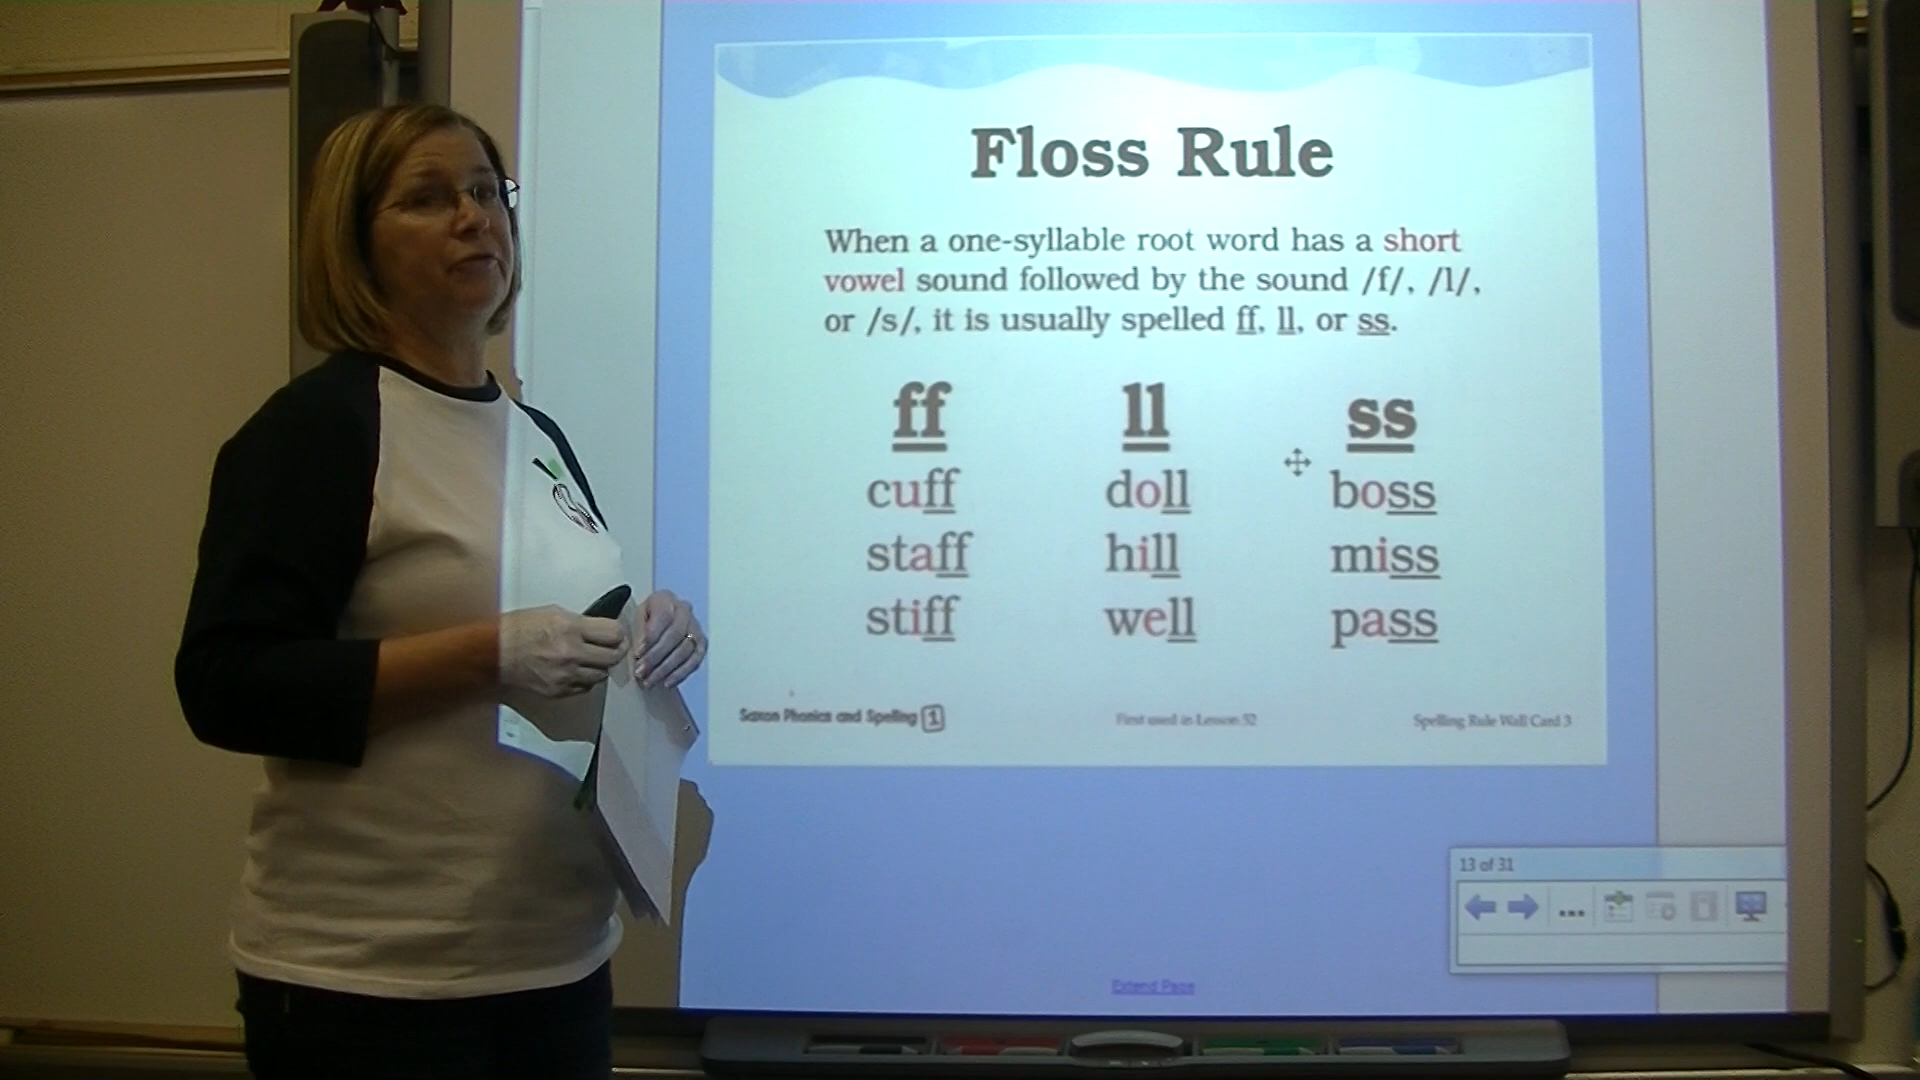 Floss Rule
When a one-syllable root word has a short
vowel sound followed by the sound /f/, /l/,
or /s/, it is usually spelled ff, ll, or ss.
ff ll ss
cuff doll boss
staff hill miss
stiff well pass
Saxon Phonics and Spelling 1 First used in Lesson 52 Spelling Rule Wall Card 3
13 of 31
...
Extend Page